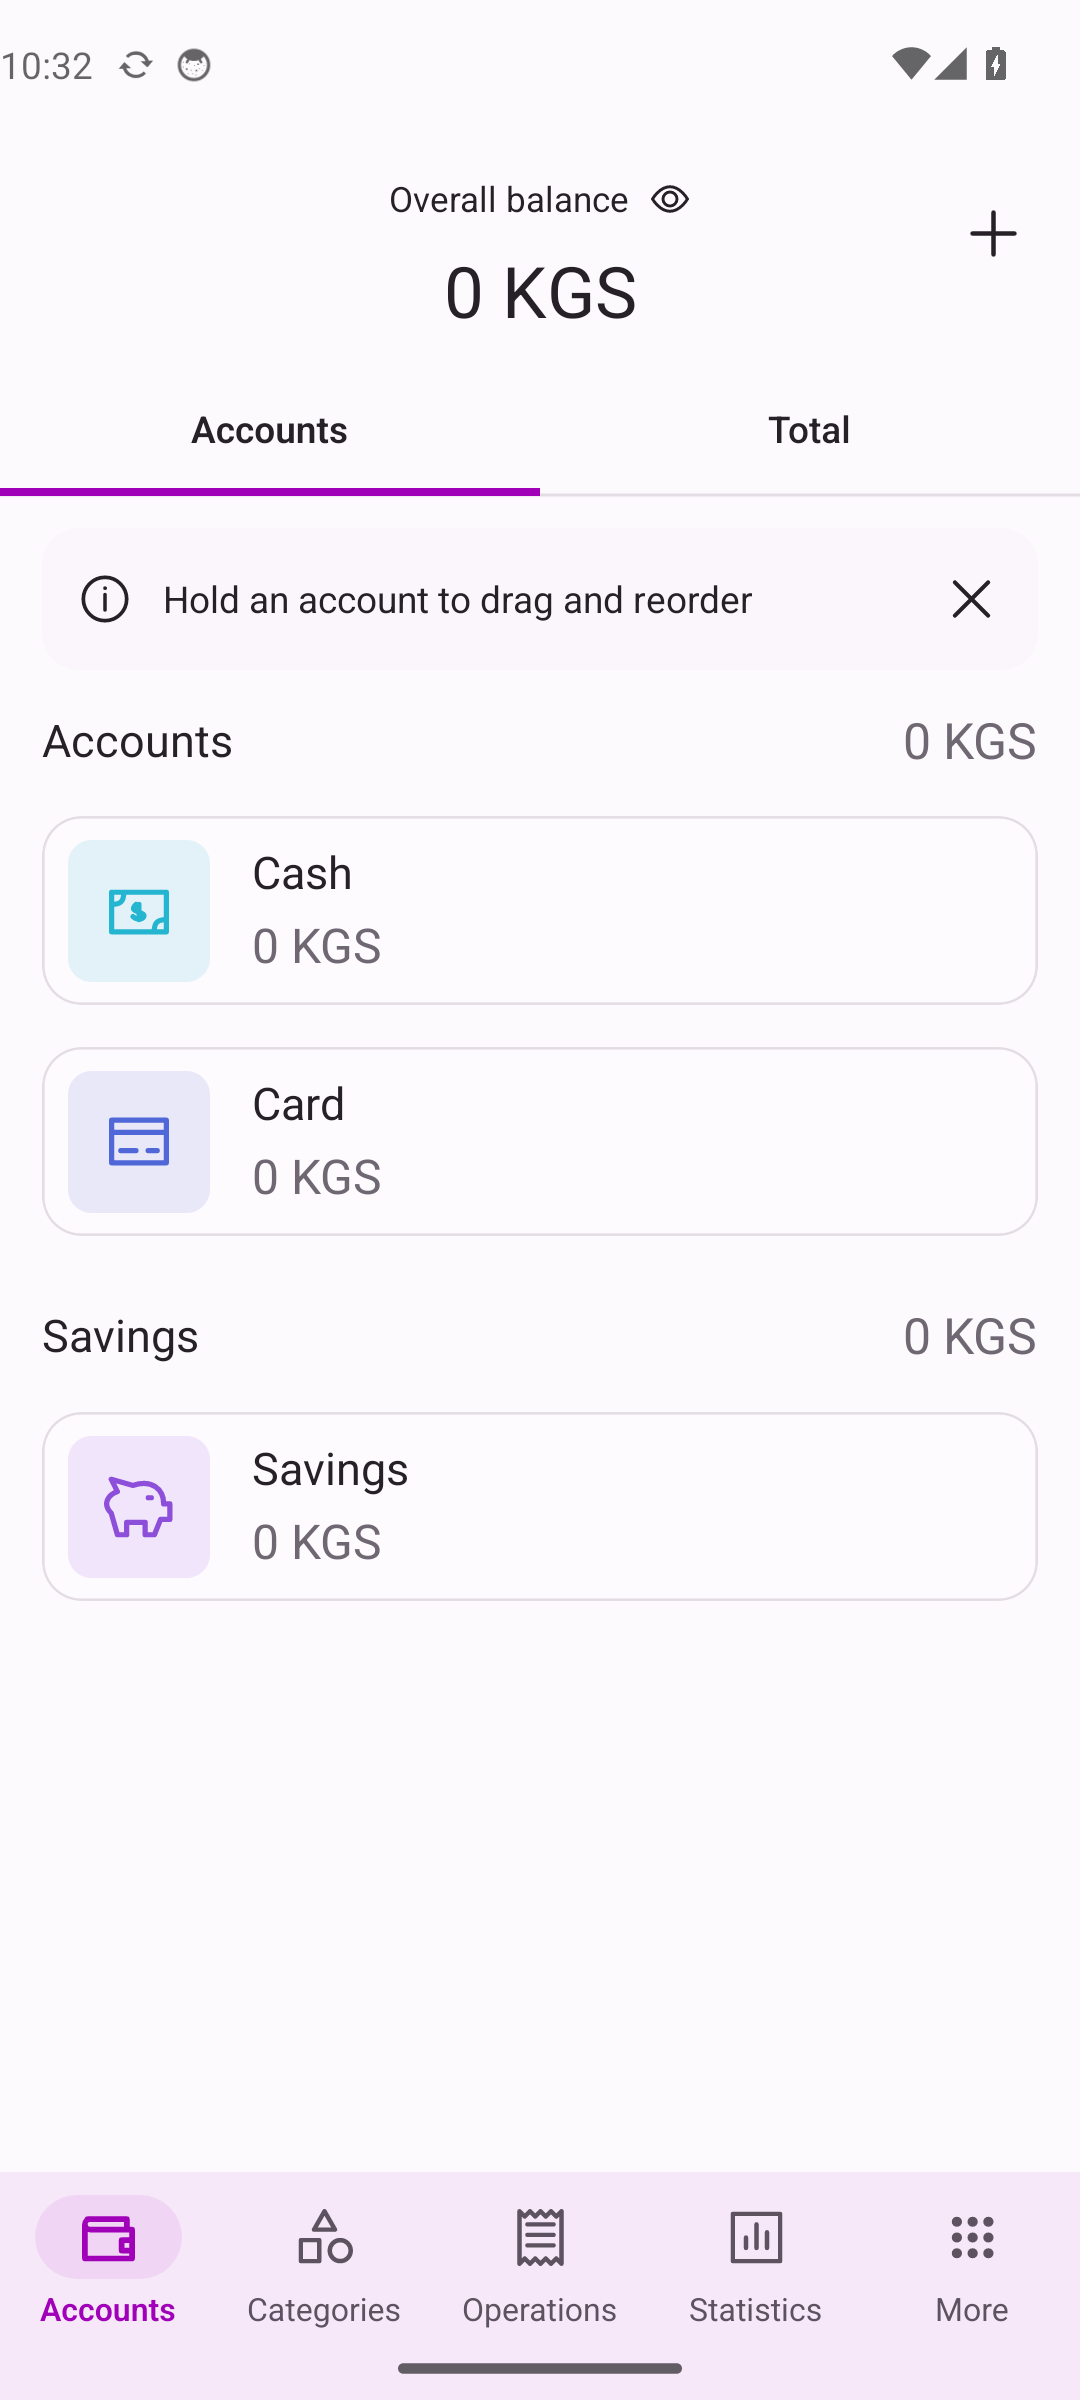 10:32
Overall balance
0 KGS
Accounts
Total
Hold an account to drag and reorder
Accounts
0 KGS
Cash
0 KGS
Card
0 KGS
Savings
0 KGS
Savings
0 KGS
Accounts
Categories
Operations
Statistics
More